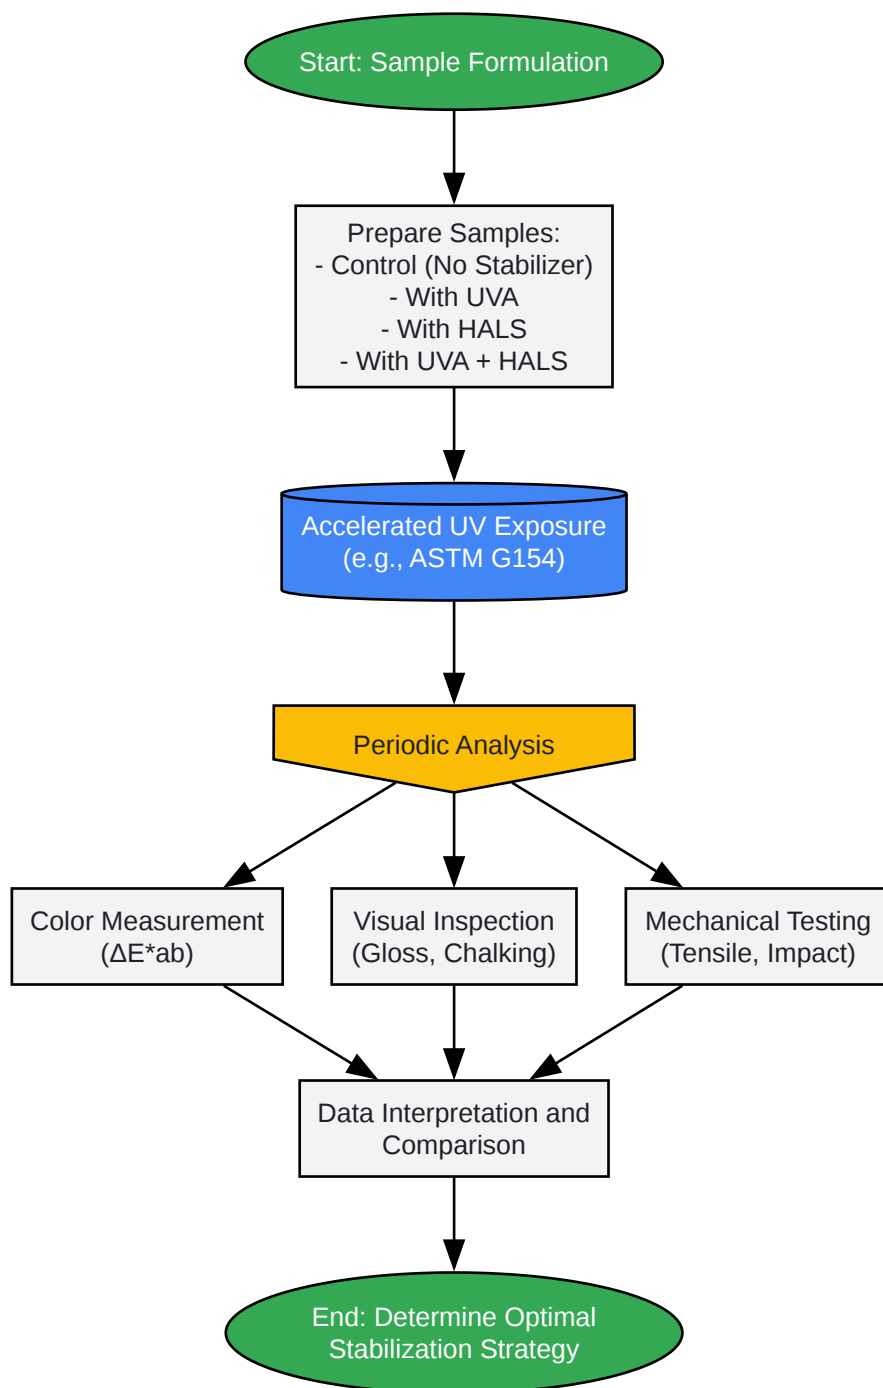 Start: Sample Formulation
Prepare Samples:
- Control (No Stabilizer)
- With UVA
- With HALS
- With UVA + HALS
Accelerated UV Exposure
(e.g., ASTM G154)
Periodic Analysis
Color Measurement
(ΔE*ab)
Visual Inspection
(Gloss, Chalking)
Mechanical Testing
(Tensile, Impact)
Data Interpretation and
Comparison
End: Determine Optimal
Stabilization Strategy